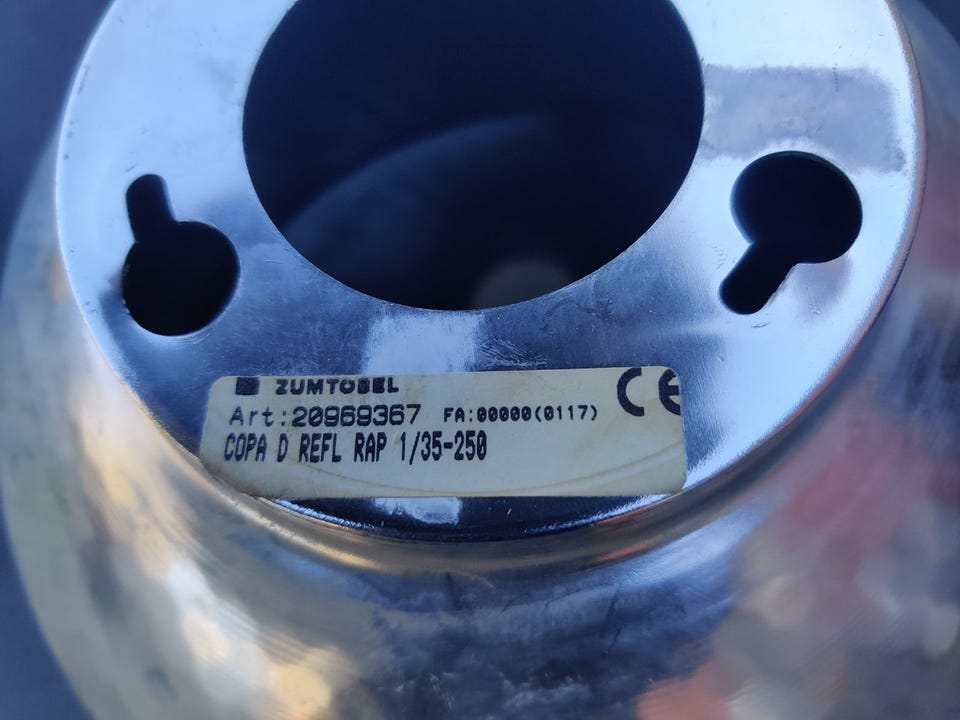 ZUMTOBEL
Art:20969367 FA:00000(0117) CE
COPA D REFL RAP 1/35-250